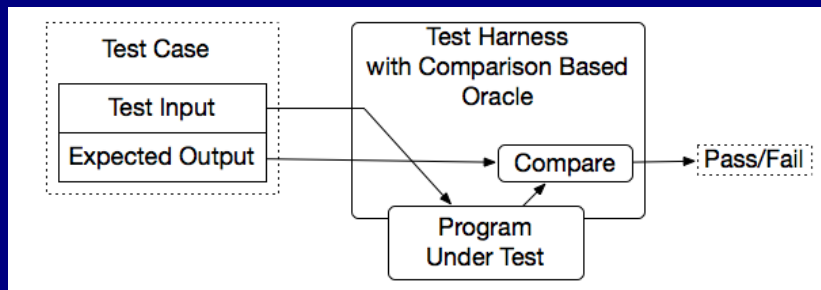 Test Case
Test Input
Expected Output
Test Harness
with Comparison Based
Oracle
Compare
Pass/Fail
Program
Under Test